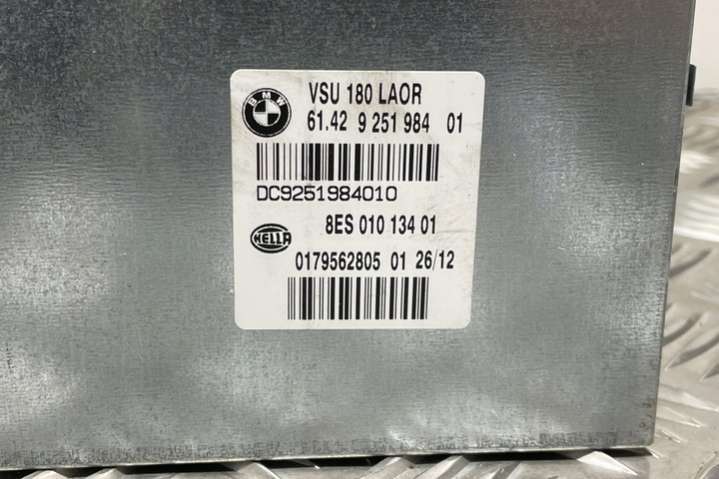 BMW
VSU 180 LAOR
61.42 9 251 984 01
DC9251984010
8ES 010 134 01
HELLA
0179562805 01 26/12